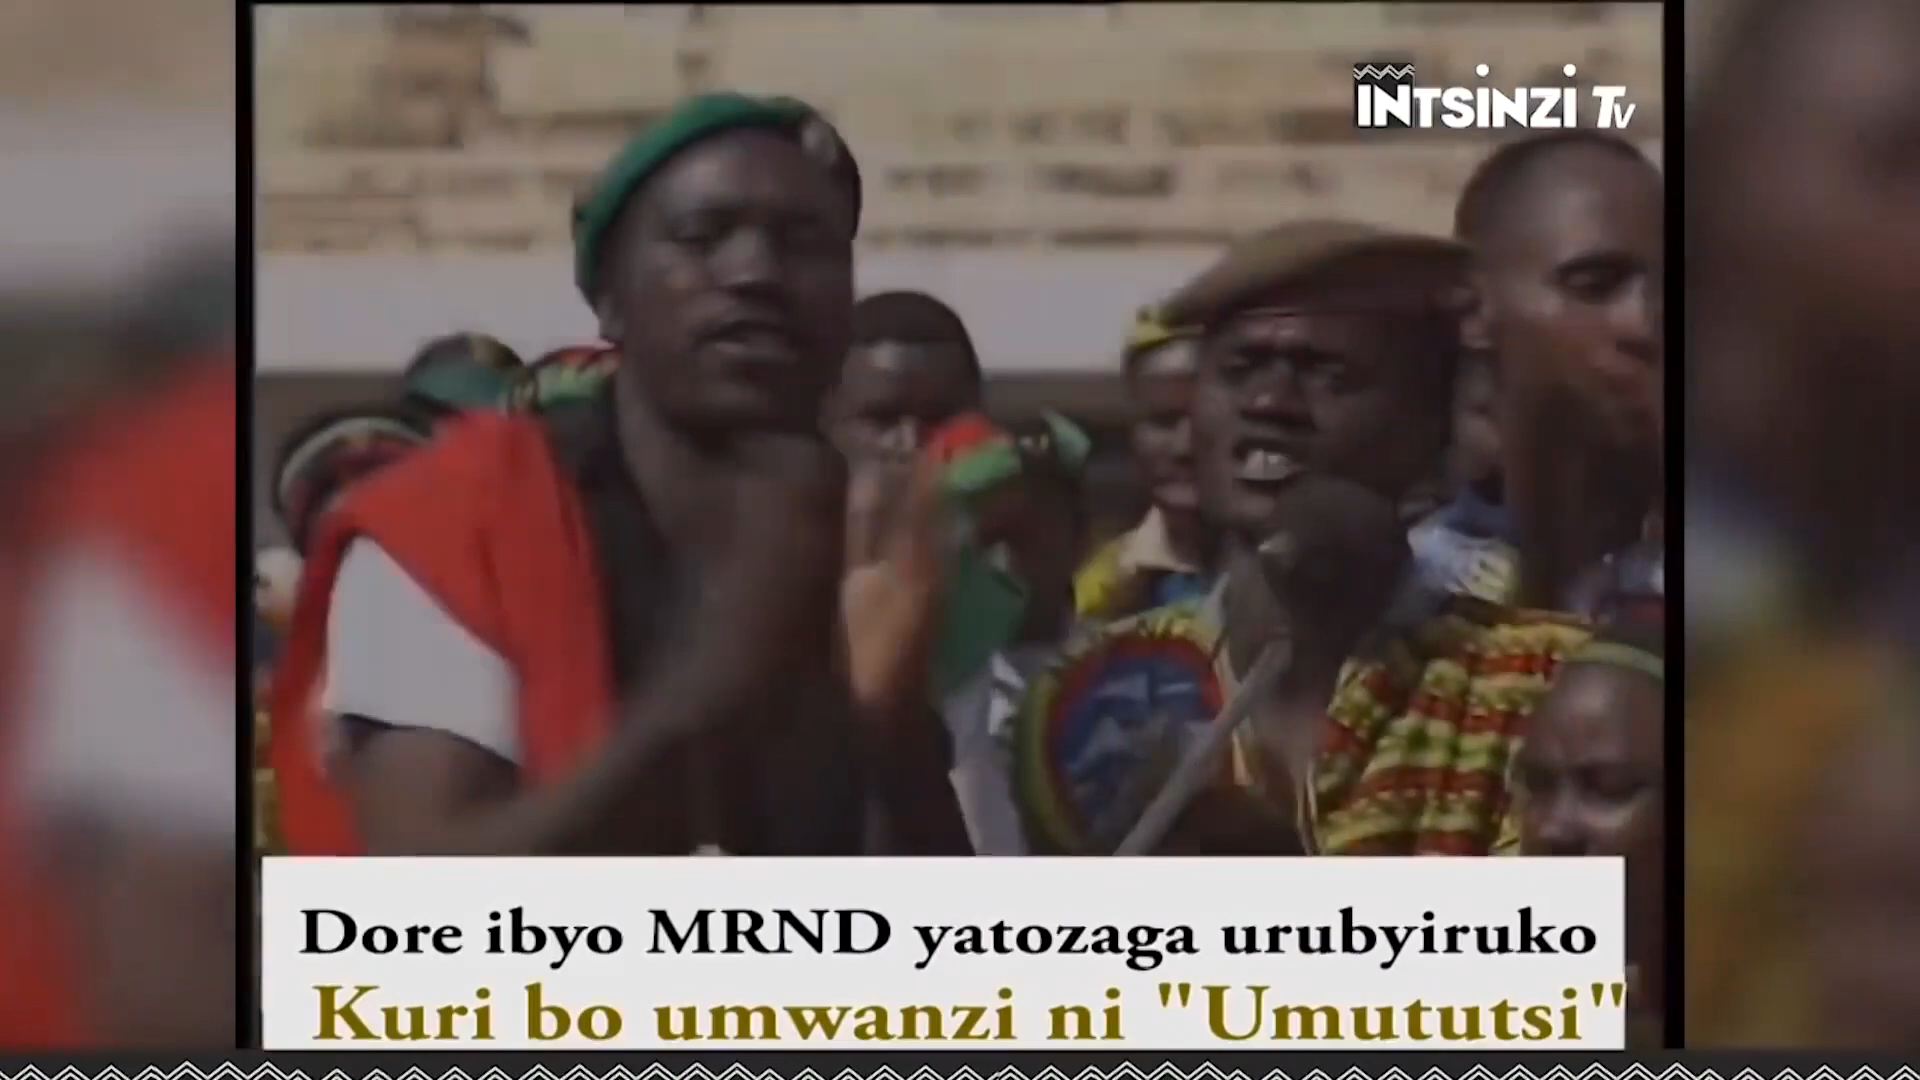 INTSINZI TV
Dore ibyo MRND yatozaga urubyiruko
Kuri bo umwanzi ni "Umututsi"